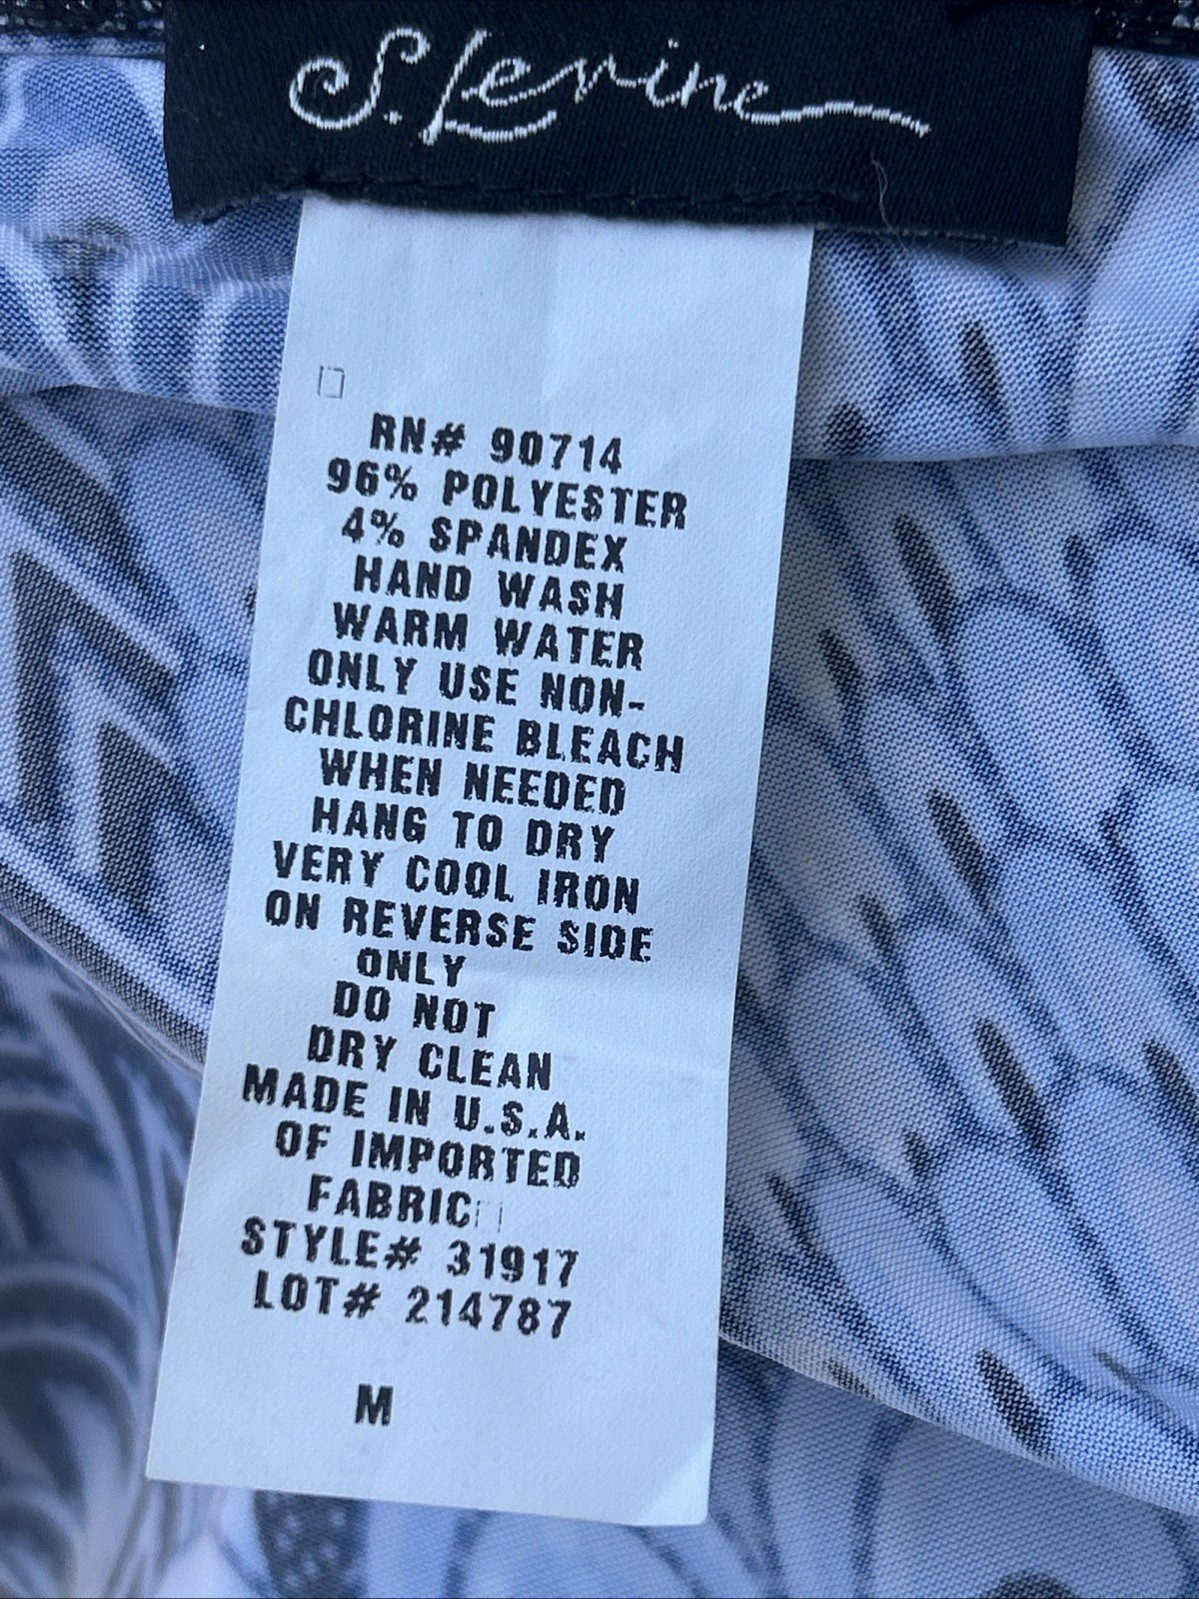 S. Levine
RN# 90714
96% POLYESTER
4% SPANDEX
HAND WASH
WARM WATER
ONLY USE NON-
CHLORINE BLEACH
WHEN NEEDED
HANG TO DRY
VERY COOL IRON
ON REVERSE SIDE
ONLY
DO NOT
DRY CLEAN
MADE IN U.S.A.
OF IMPORTED
FABRIC
STYLE# 31917
LOT# 214787
M